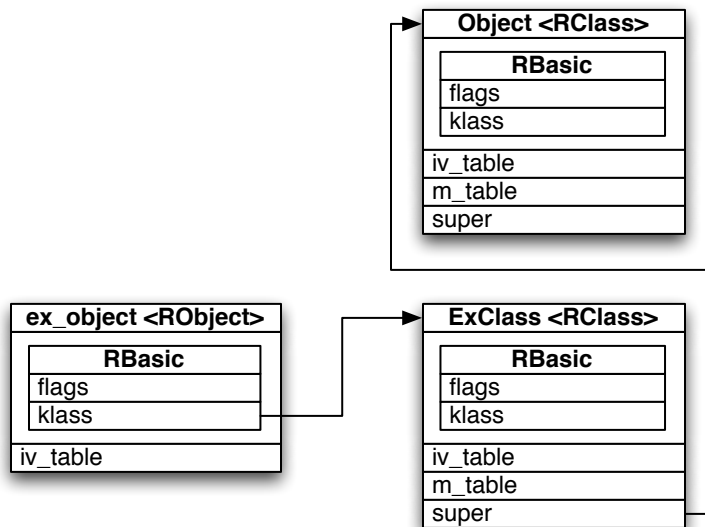 Object <RClass>
RBasic
flags
klass
iv_table
m_table
super
ex_object <RObject>
RBasic
flags
klass
iv_table
ExClass <RClass>
RBasic
flags
klass
iv_table
m_table
super